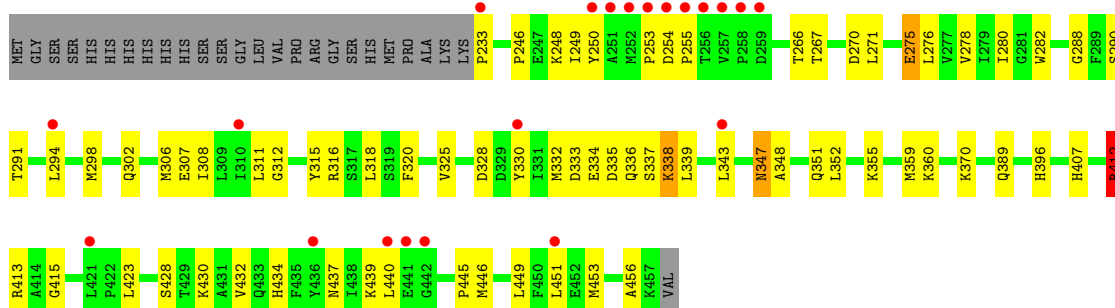 MET GLY SER SER HIS HIS HIS HIS HIS HIS SER SER GLY LEU VAL PRO ARG GLY SER HIS MET PRO ALA LYS LYS P233 P246 E247 K248 I249 Y250 A251 M252 P253 D254 P255 T256 V257 P258 D259 T266 T267 D270 L271 E275 L276 V277 V278 I279 I280 G281 W282 G288 F289 S290
T291 L294 M298 Q302 M306 E307 I308 L309 I310 L311 G312 Y315 R316 S317 L318 S319 F320 V325 D328 D329 Y330 I331 M332 D333 E334 D335 Q336 S337 K338 L339 L343 N347 A348 Q351 L352 K355 M359 K360 K370 Q389 H396 H407 R412
R413 A414 G415 L421 P422 L423 S428 T429 K430 A431 V432 Q433 H434 F435 Y436 N437 I438 K439 L440 E441 G442 P445 M446 L449 F450 L451 E452 M453 A456 K457 VAL